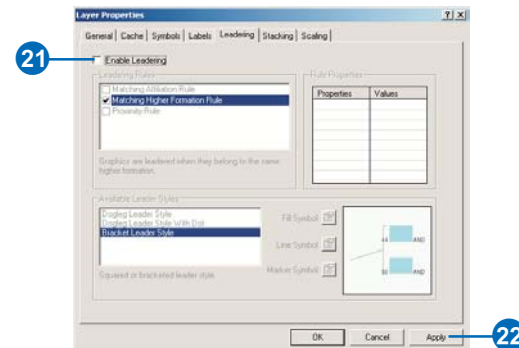 Layer Properties
General Cache Symbols Labels Leadering Stacking Scaling
21
Enable Leadering
Leadering Rules
Matching Affiliation Rule
Matching Higher Formation Rule
Proximity Rule
Graphics are leadered when they belong to the same
higher formation.
Rule Properties
Properties Values
Available Leader Styles
Dogleg Leader Style
Dogleg Leader Style With Dot
Bracket Leader Style
Squared or bracketed leader style.
Fill Symbol:
Line Symbol:
Marker Symbol:
AND
AND
OK Cancel Apply
22